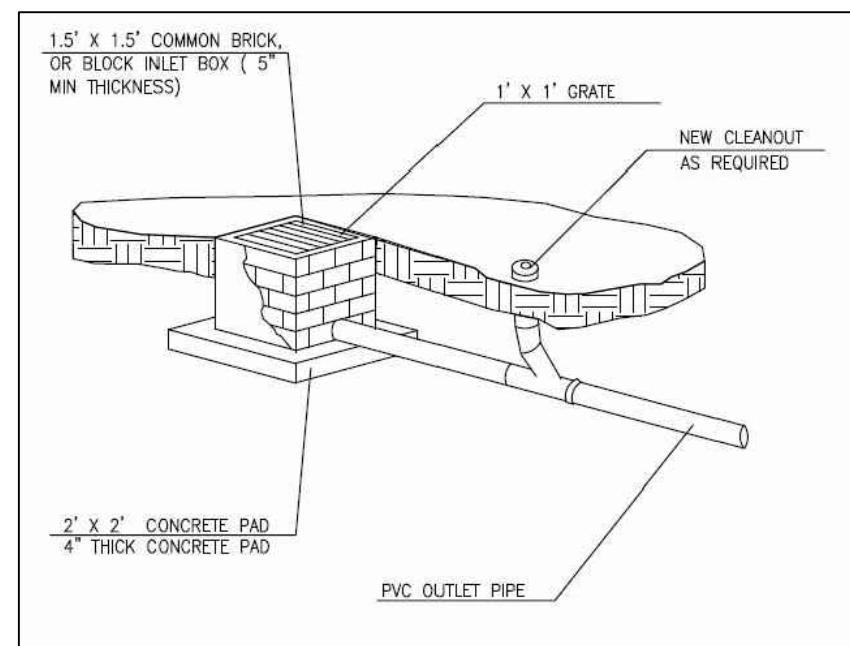 1.5' X 1.5' COMMON BRICK,
OR BLOCK INLET BOX ( 5"
MIN THICKNESS)
1' X 1' GRATE
NEW CLEANOUT
AS REQUIRED
2' X 2' CONCRETE PAD
4" THICK CONCRETE PAD
PVC OUTLET PIPE